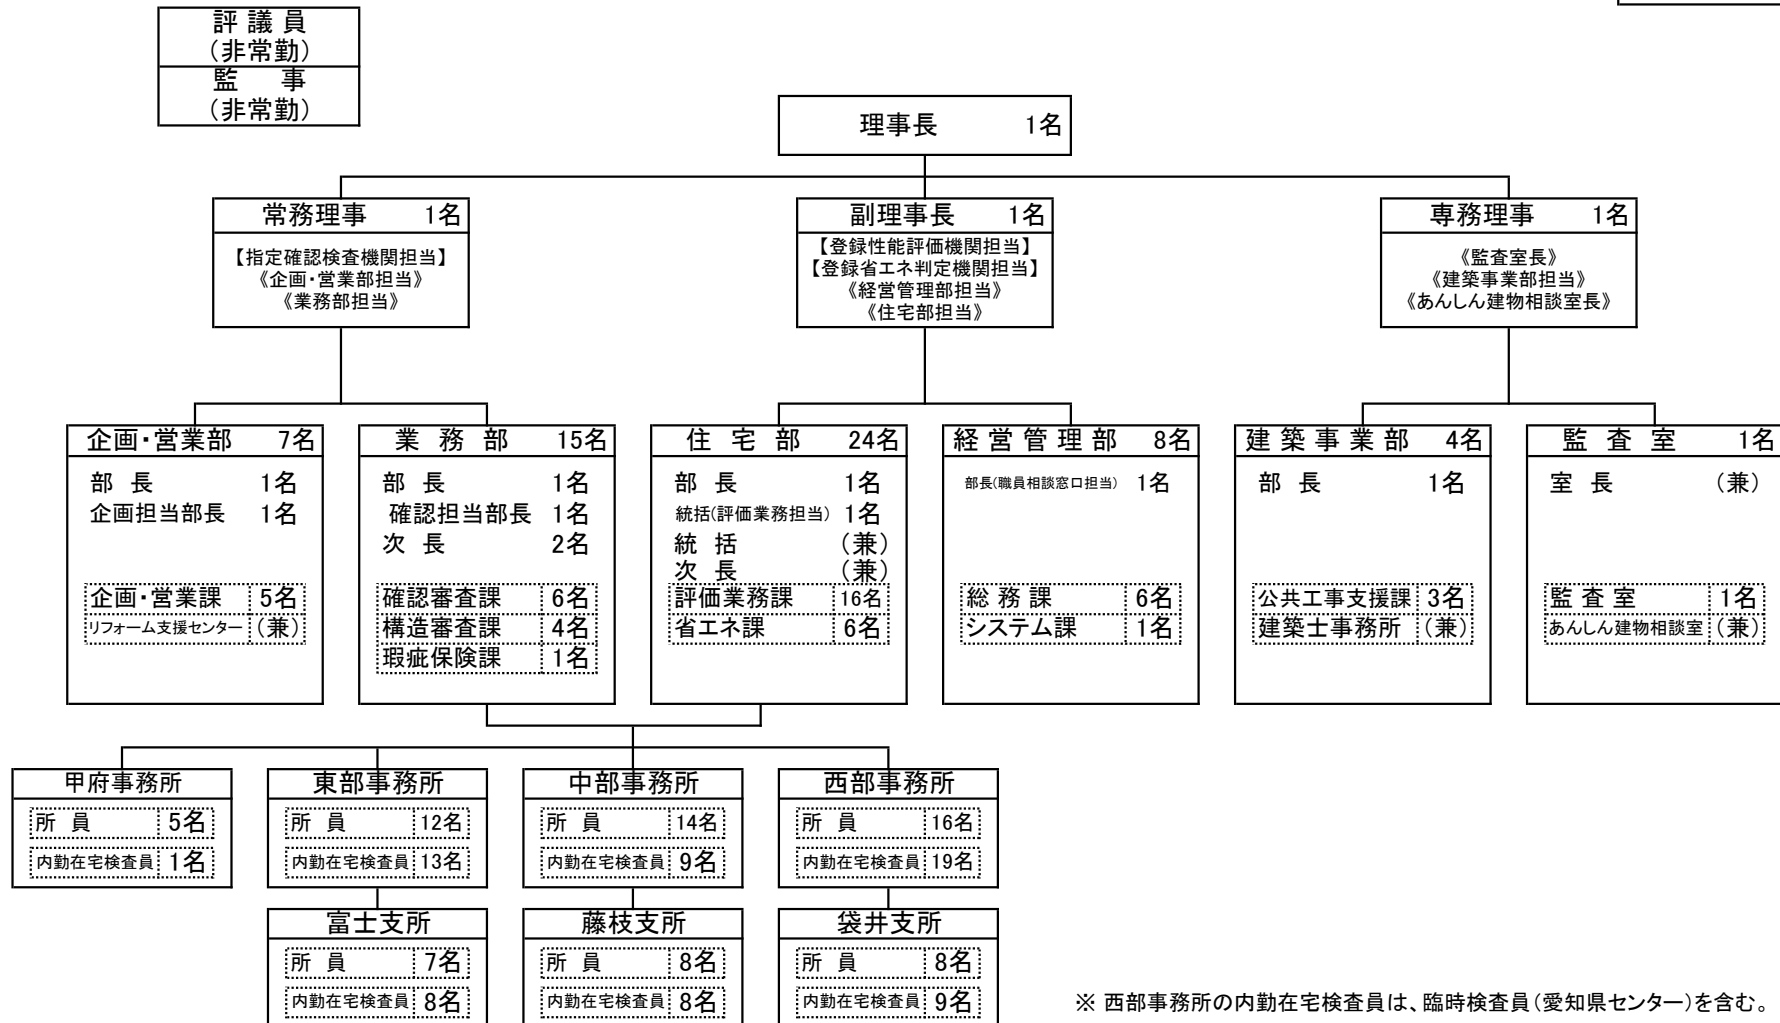 評 議 員
(非常勤)
監　事
(非常勤)
理事長 1名
常務理事 1名
【指定確認検査機関担当】
《企画・営業部担当》
《業務部担当》
副理事長 1名
【登録性能評価機関担当】
【登録省エネ判定機関担当】
《経営管理部担当》
《住宅部担当》
専務理事 1名
《監査室長》
《建築事業部担当》
《あんしん建物相談室長》
企画・営業部 7名
部 長 1名
企画担当部長 1名
企画・営業課 5名
リフォーム支援センター (兼)
業 務 部 15名
部 長 1名
確認担当部長 1名
次 長 2名
確認審査課 6名
構造審査課 4名
瑕疵保険課 1名
住 宅 部 24名
部 長 1名
統括(評価業務担当) 1名
統 括 (兼)
次 長 (兼)
評価業務課 16名
省エネ課 6名
経 営 管 理 部 8名
部長(職員相談窓口担当) 1名
総 務 課 6名
システム課 1名
建 築 事 業 部 4名
部 長 1名
公共工事支援課 3名
建築士事務所 (兼)
監 査 室 1名
室 長 (兼)
監 査 室 1名
あんしん建物相談室 (兼)
甲府事務所
所 員 5名
内勤在宅検査員 1名
東部事務所
所 員 12名
内勤在宅検査員 13名
中部事務所
所 員 14名
内勤在宅検査員 9名
西部事務所
所 員 16名
内勤在宅検査員 19名
富士支所
所 員 7名
内勤在宅検査員 8名
藤枝支所
所 員 8名
内勤在宅検査員 8名
袋井支所
所 員 8名
内勤在宅検査員 9名
※ 西部事務所の内勤在宅検査員は、臨時検査員(愛知県センター)を含む。